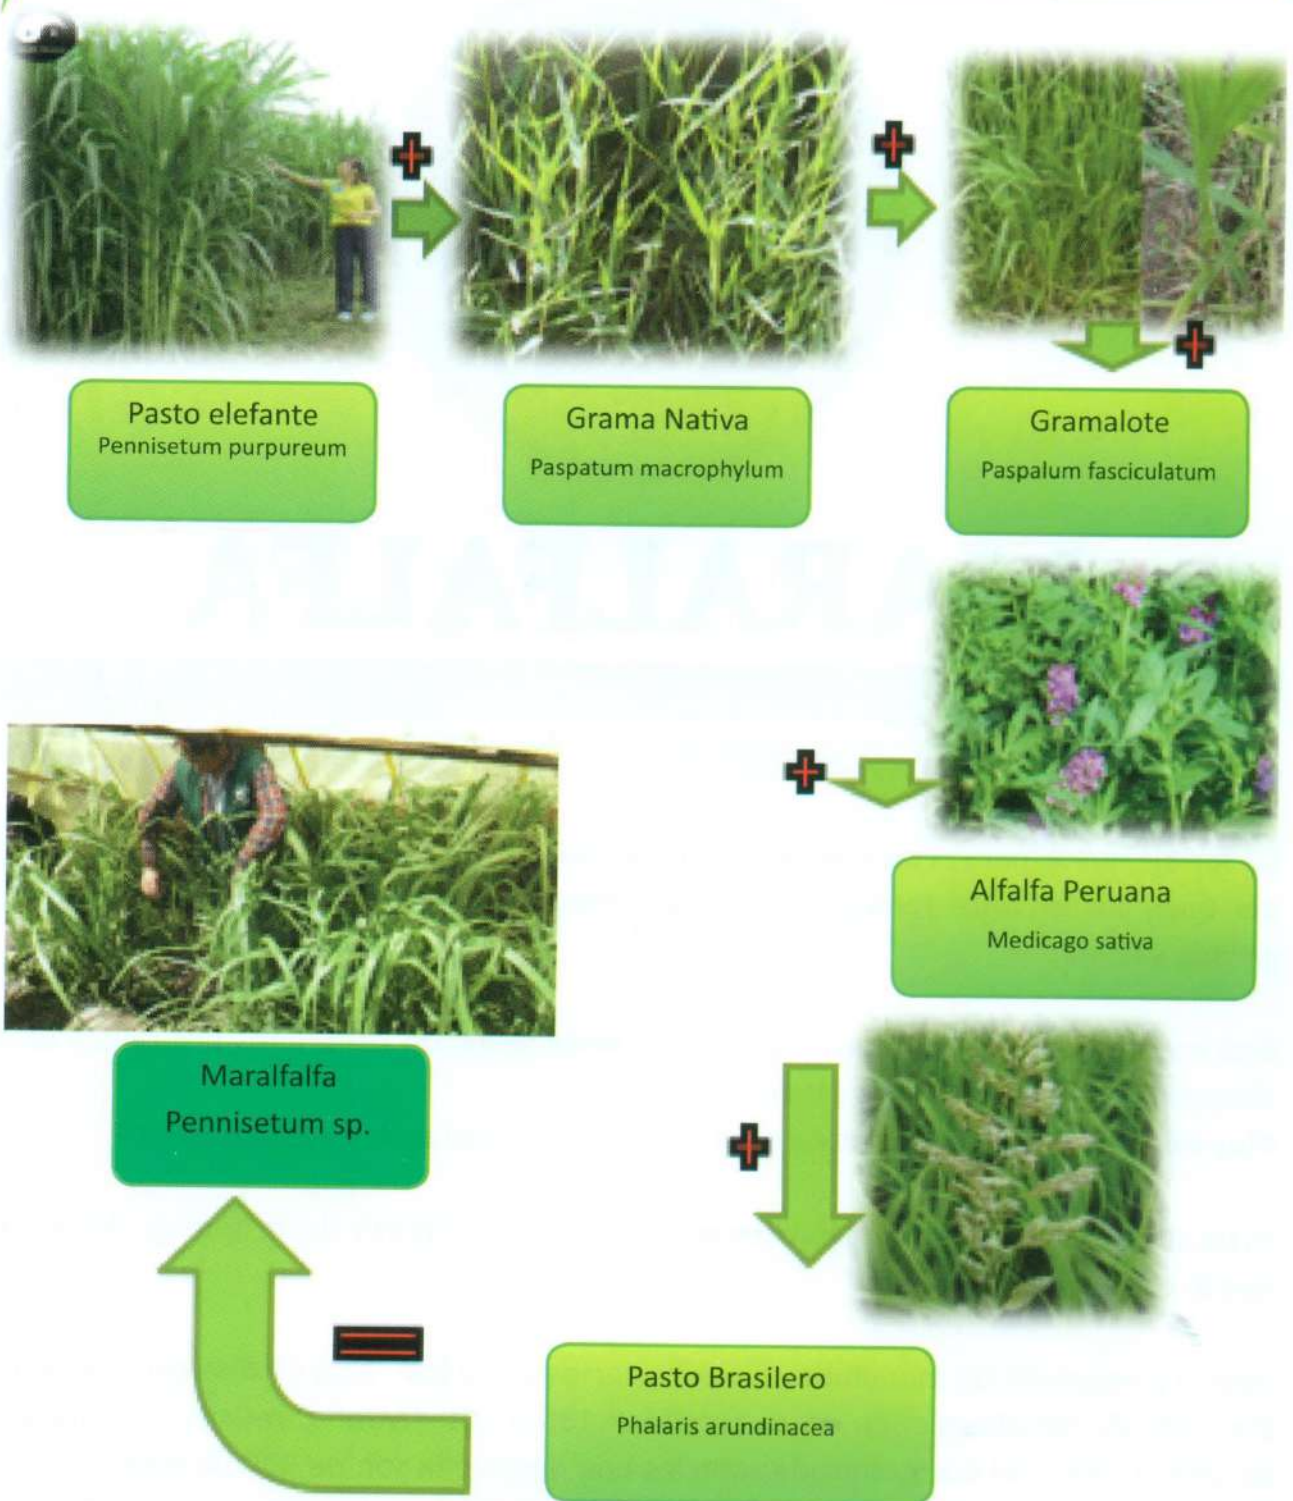 Pasto elefante
Pennisetum purpureum
Grama Nativa
Paspatum macrophylum
Gramalote
Paspalum fasciculatum
Alfalfa Peruana
Medicago sativa
Maralfalfa
Pennisetum sp.
Pasto Brasilero
Phalaris arundinacea